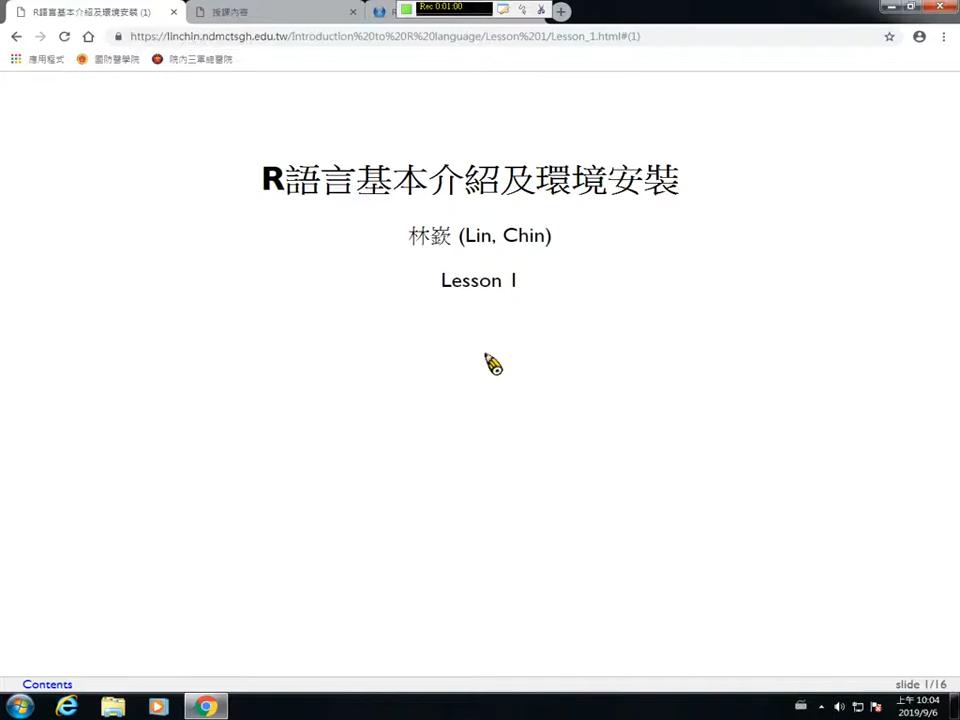 R語言基本介紹及環境安裝 (1)
授課內容
Rec 0:01:00
https://linchin.ndmctsgh.edu.tw/Introduction%20to%20R%20language/Lesson%201/Lesson_1.html#(1)
應用程式
國防醫學院
院內三軍總醫院
R語言基本介紹及環境安裝
林嶔 (Lin, Chin)
Lesson 1
Contents
slide 1/16
上午 10:04
2019/9/6